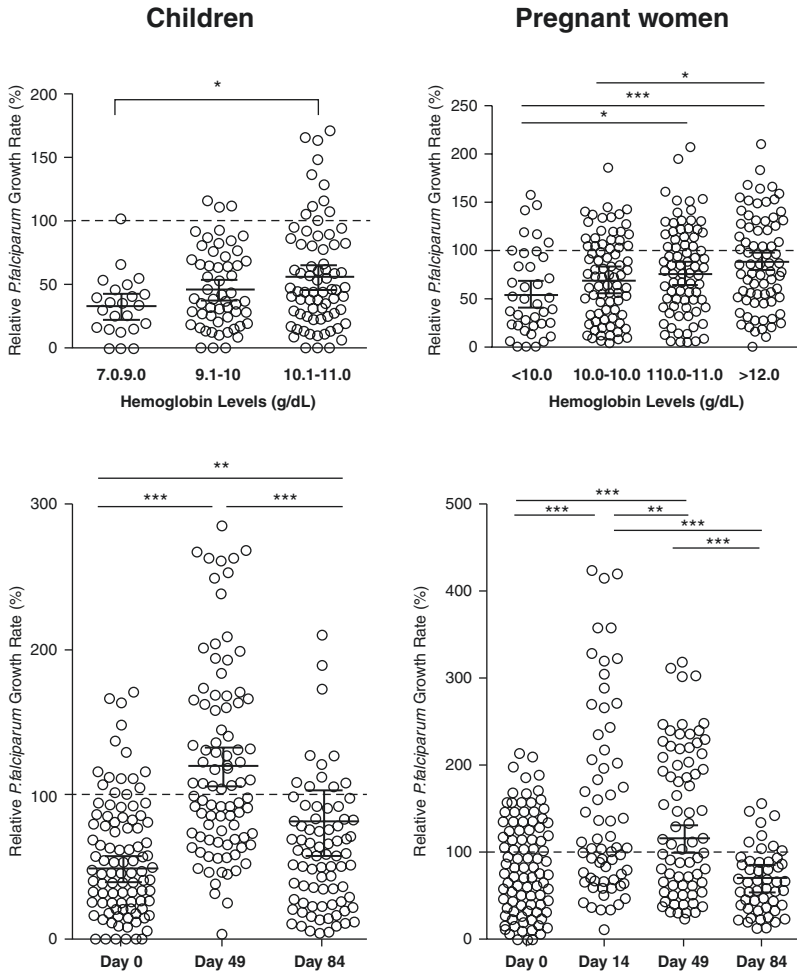 Children
Pregnant women
Relative P.falciparum Growth Rate (%)
200
150
100
50
0
*
7.0.9.0 9.1-10 10.1-11.0
Hemoglobin Levels (g/dL)
Relative P.falciparum Growth Rate (%)
250
200
150
100
50
0
*
***
*
<10.0 10.0-10.0 110.0-11.0 >12.0
Hemoglobin Levels (g/dL)
Relative P.falciparum Growth Rate (%)
300
200
100
0
**
*** ***
Day 0 Day 49 Day 84
Relative P.falciparum Growth Rate (%)
500
400
300
200
100
0
***
*** **
***
***
Day 0 Day 14 Day 49 Day 84